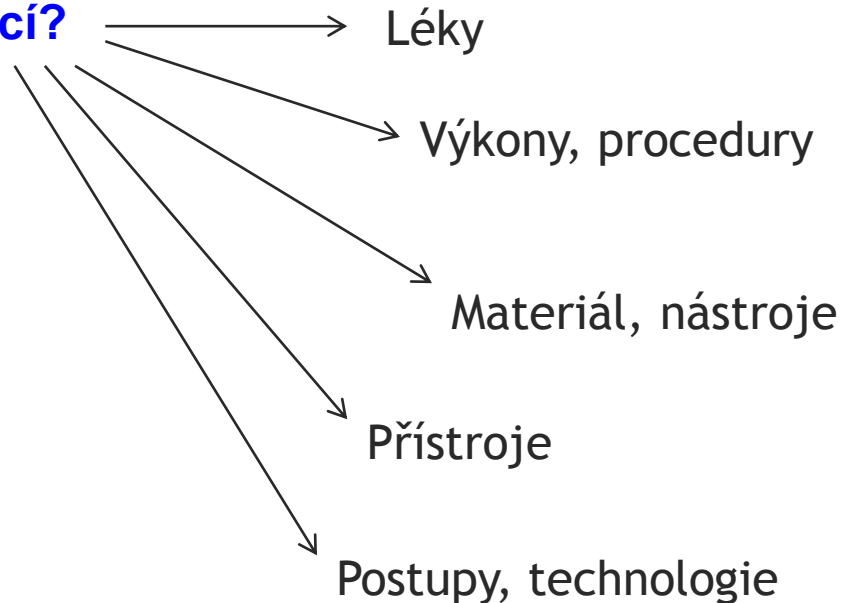 cí?
Léky
Výkony, procedury
Materiál, nástroje
Přístroje
Postupy, technologie